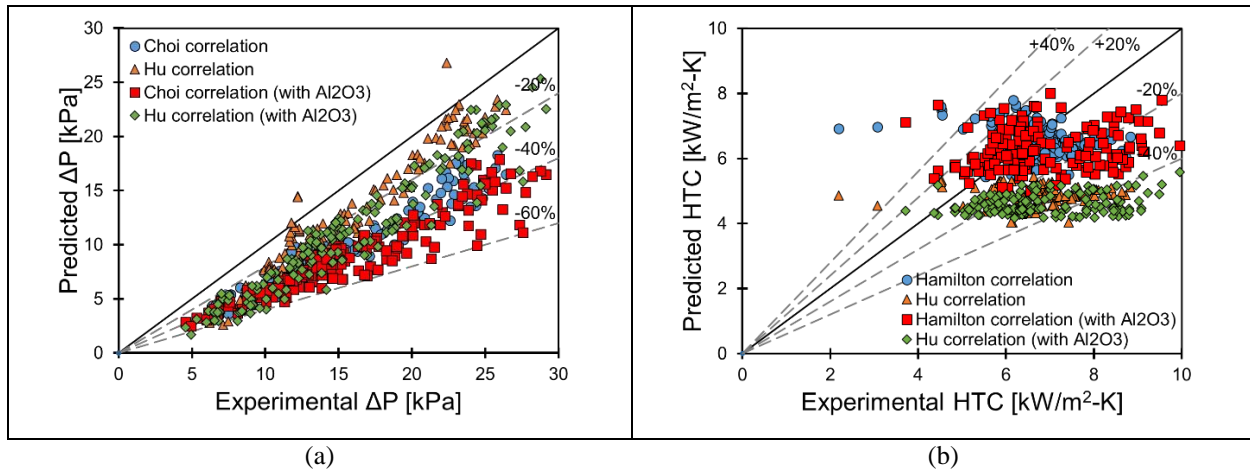 30
25
20
15
10
5
0
0
5
10
15
20
25
30
Predicted ΔP [kPa]
Experimental ΔP [kPa]
Choi correlation
Hu correlation
Choi correlation (with Al2O3)
Hu correlation (with Al2O3)
-20%
-40%
-60%
(a)
10
8
6
4
2
0
0
2
4
6
8
10
Predicted HTC [kW/m²-K]
Experimental HTC [kW/m²-K]
+40%
+20%
-20%
-40%
Hamilton correlation
Hu correlation
Hamilton correlation (with Al2O3)
Hu correlation (with Al2O3)
(b)